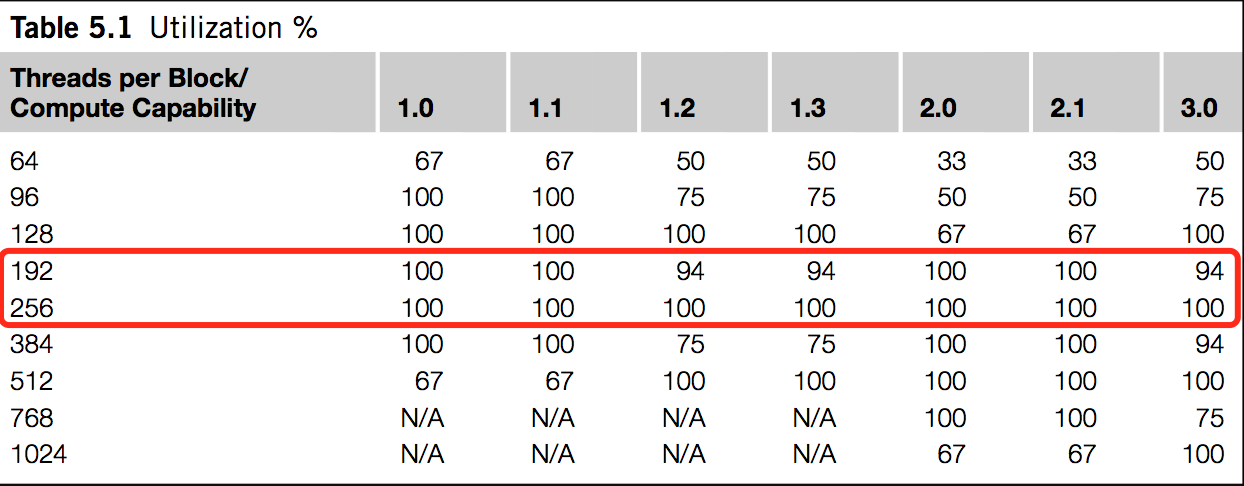 Table 5.1 Utilization %
Threads per Block/
Compute Capability 1.0 1.1 1.2 1.3 2.0 2.1 3.0
64 67 67 50 50 33 33 50
96 100 100 75 75 50 50 75
128 100 100 100 100 67 67 100
192 100 100 94 94 100 100 94
256 100 100 100 100 100 100 100
384 100 100 75 75 100 100 94
512 67 67 100 100 100 100 100
768 N/A N/A N/A N/A 100 100 75
1024 N/A N/A N/A N/A 67 67 100